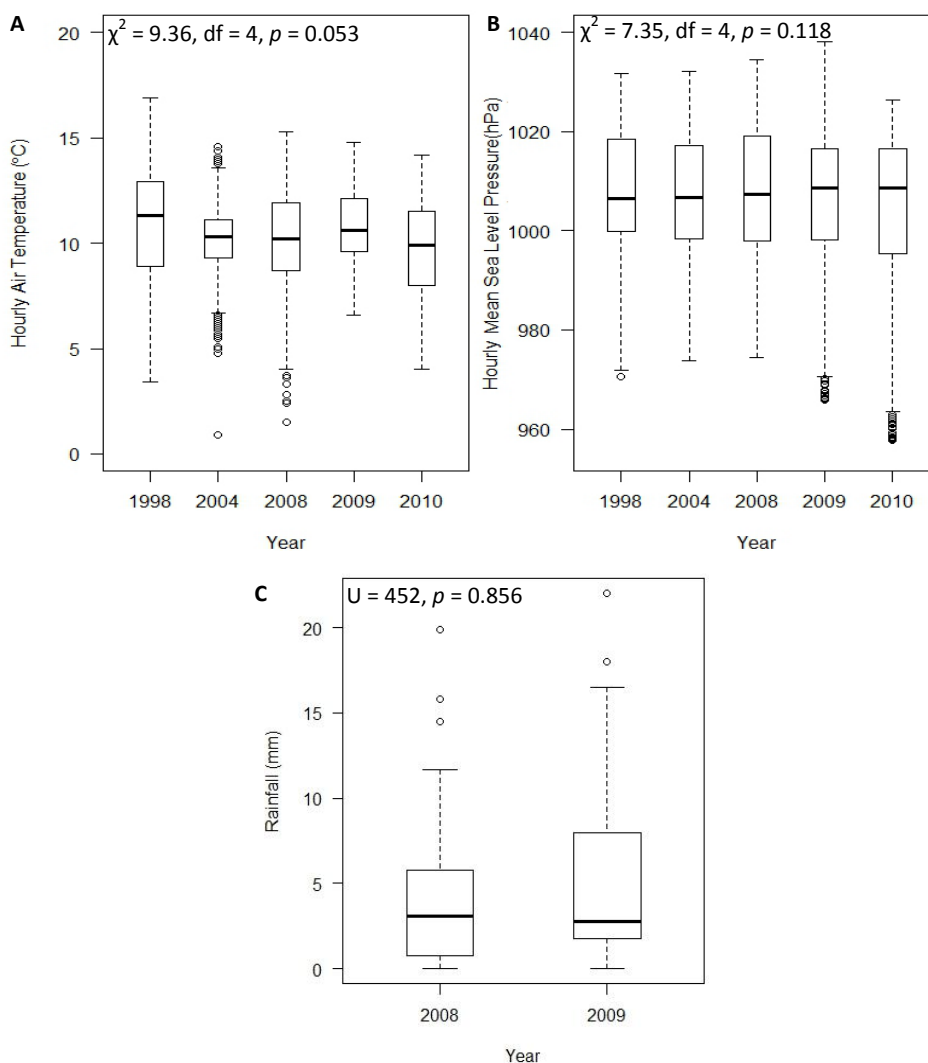 A
χ² = 9.36, df = 4, p = 0.053
Hourly Air Temperature (°C)
20
15
10
5
0
1998 2004 2008 2009 2010
Year
B
χ² = 7.35, df = 4, p = 0.118
Hourly Mean Sea Level Pressure(hPa)
1040
1020
1000
980
960
1998 2004 2008 2009 2010
Year
C
U = 452, p = 0.856
Rainfall (mm)
20
15
10
5
0
2008 2009
Year